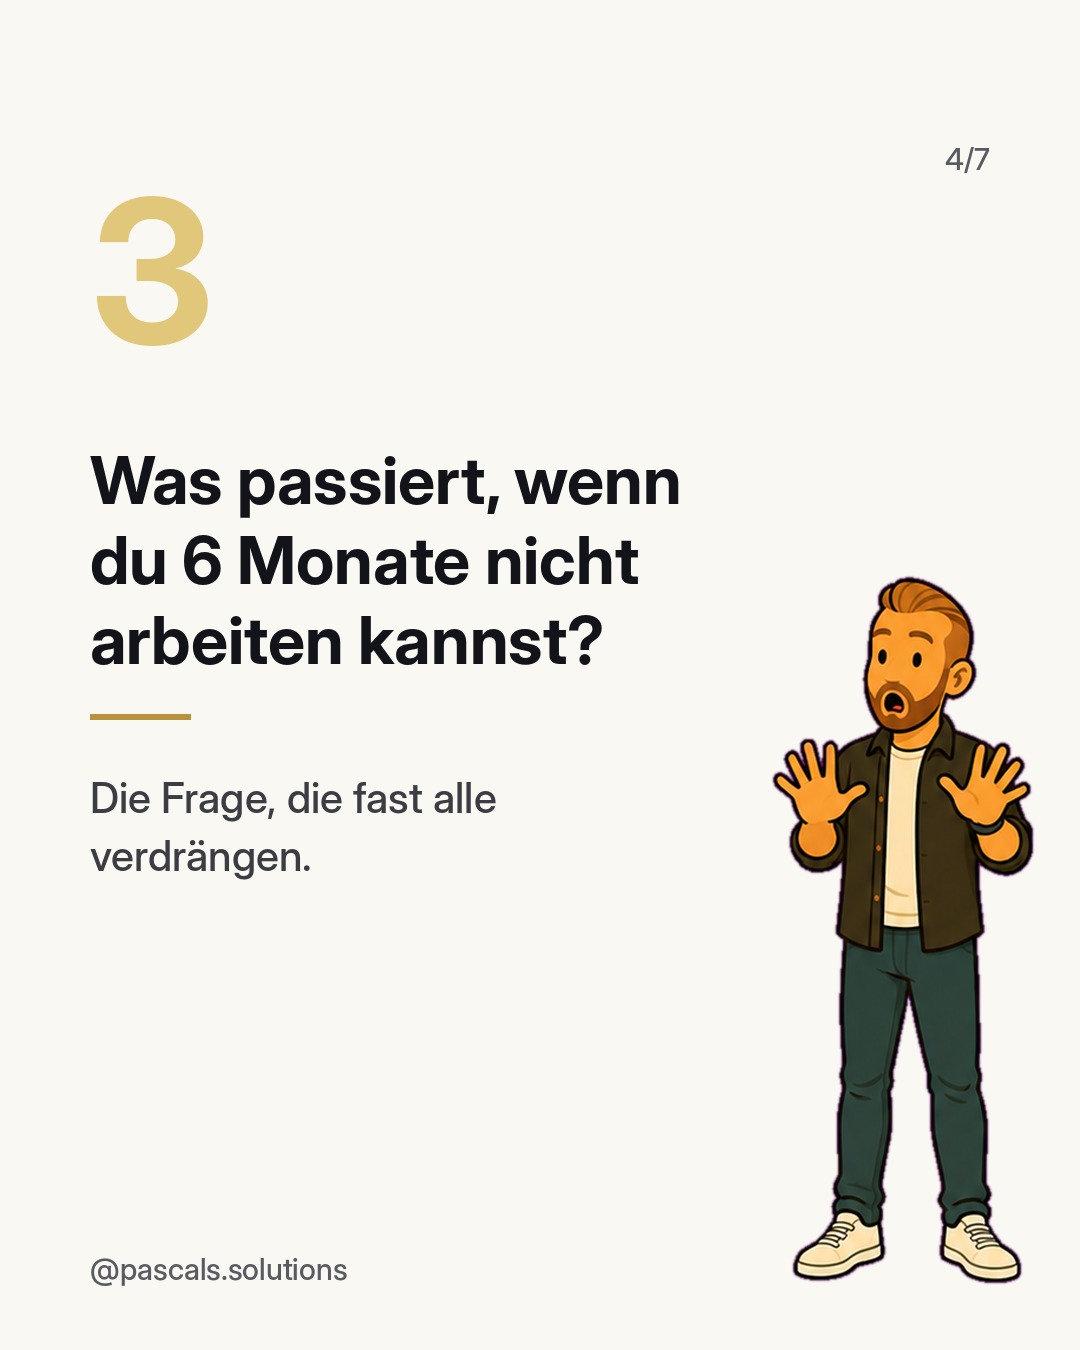 4/7
3
Was passiert, wenn
du 6 Monate nicht
arbeiten kannst?
Die Frage, die fast alle
verdrängen.
@pascals.solutions